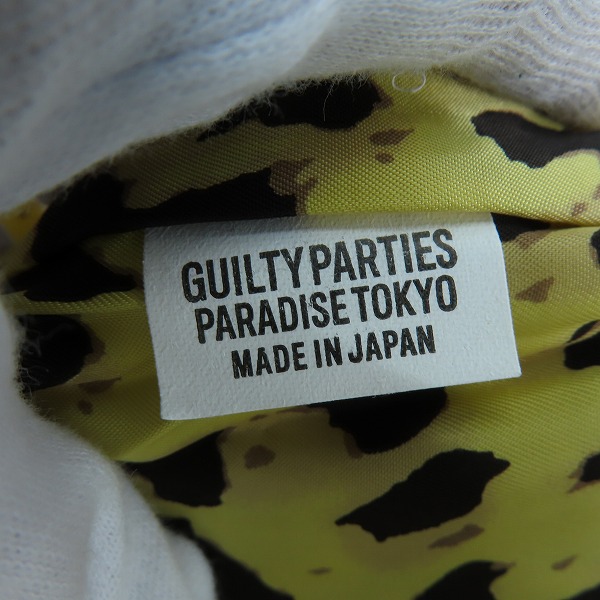 GUILTY PARTIES
PARADISE TOKYO
MADE IN JAPAN